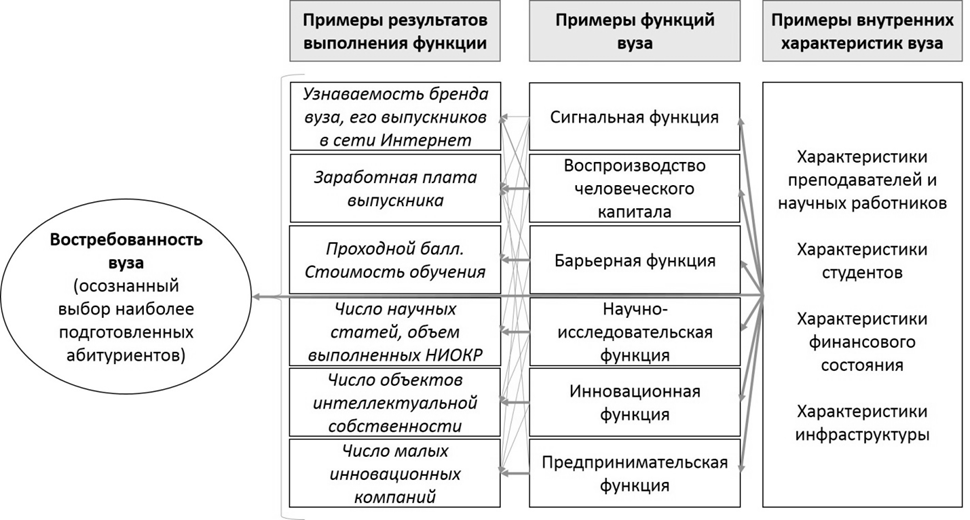 Примеры результатов
выполнения функции
Примеры функций
вуза
Примеры внутренних
характеристик вуза
Востребованность
вуза
(осознанный
выбор наиболее
подготовленных
абитуриентов)
Узнаваемость бренда
вуза, его выпускников
в сети Интернет
Заработная плата
выпускника
Проходной балл.
Стоимость обучения
Число научных
статей, объем
выполненных НИОКР
Число объектов
интеллектуальной
собственности
Число малых
инновационных
компаний
Сигнальная функция
Воспроизводство
человеческого
капитала
Барьерная функция
Научно-
исследовательская
функция
Инновационная
функция
Предпринимательская
функция
Характеристики
преподавателей и
научных работников
Характеристики
студентов
Характеристики
финансового
состояния
Характеристики
инфраструктуры